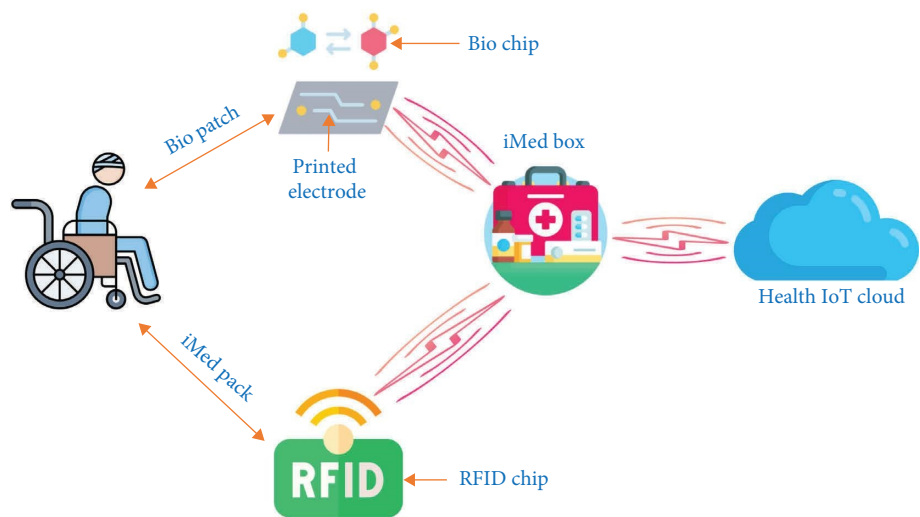 Bio chip
Bio patch
Printed
electrode
iMed box
Health IoT cloud
iMed pack
RFID
RFID chip